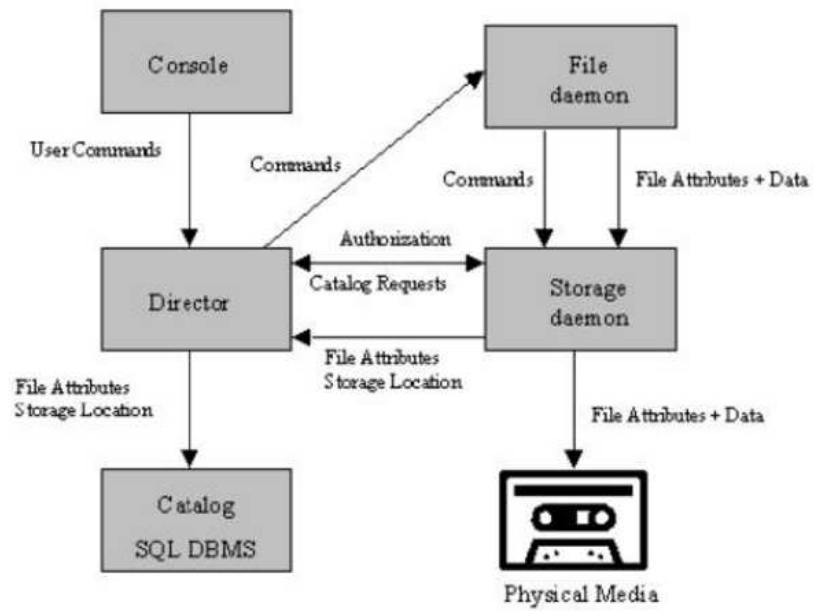 Console
File
daemon
User Commands
Commands
Commands
File Attributes + Data
Authorization
Director
Catalog Requests
Storage
daemon
File Attributes
Storage Location
File Attributes
Storage Location
File Attributes + Data
Catalog
SQL DBMS
Physical Media